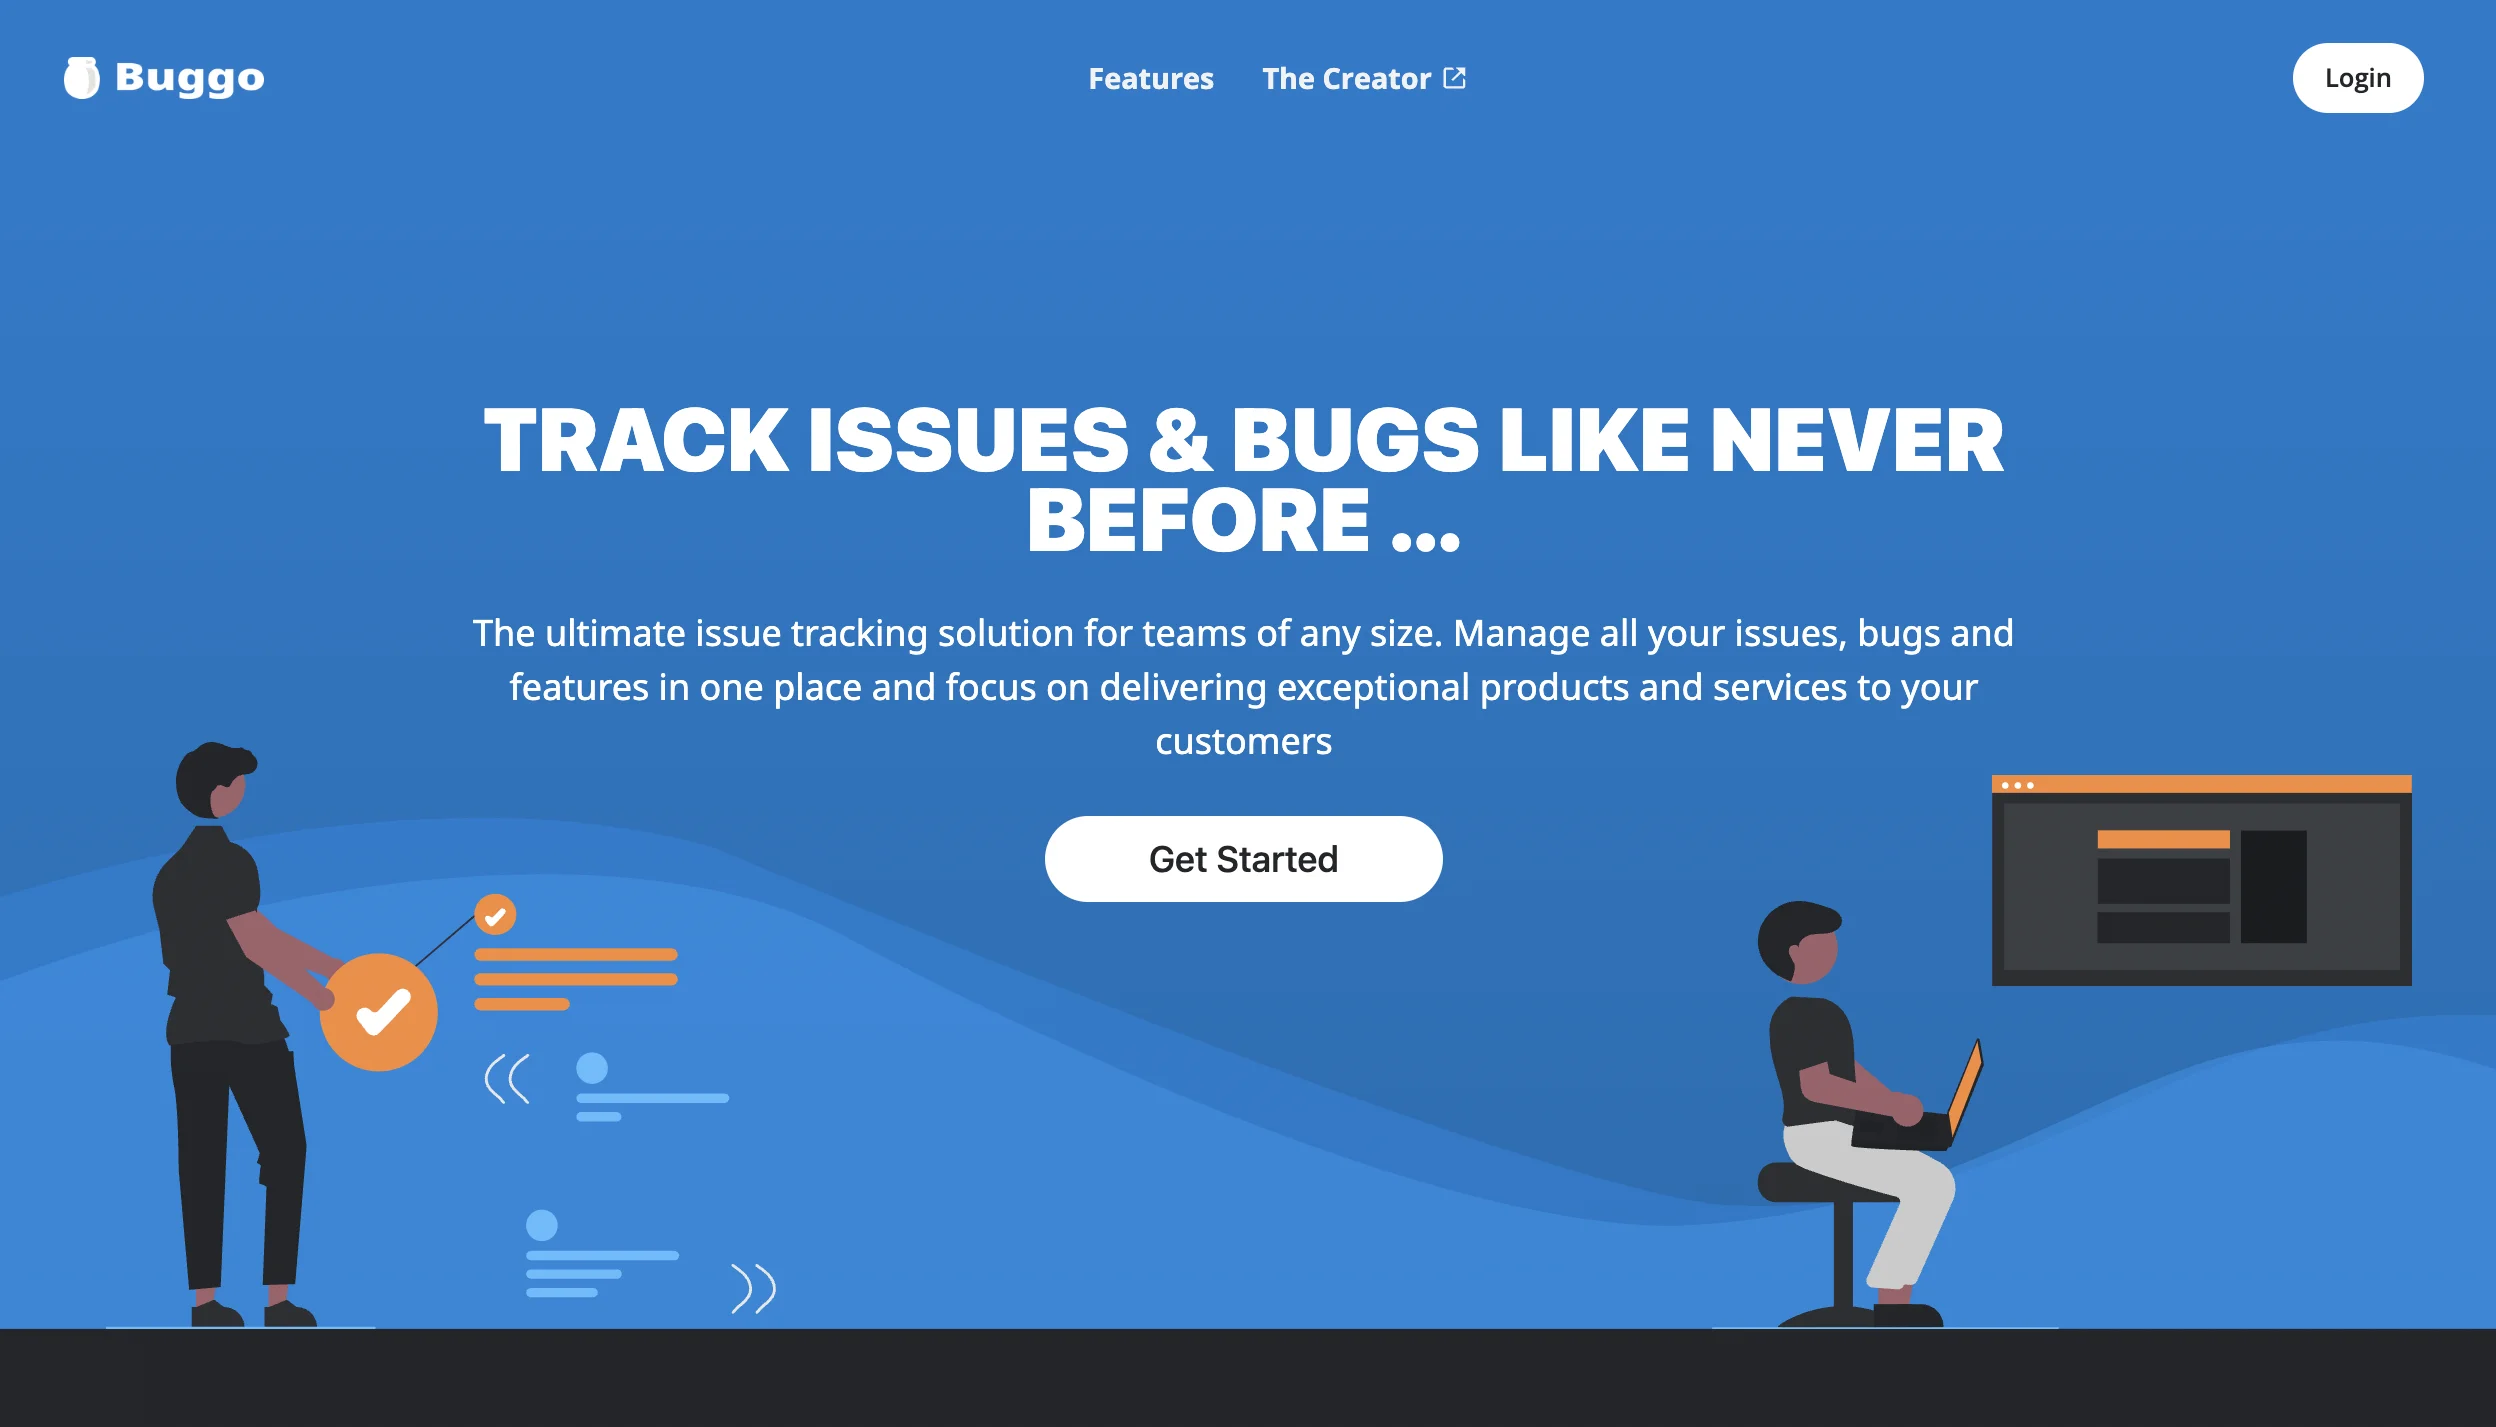 Buggo
Features
The Creator
Login
TRACK ISSUES & BUGS LIKE NEVER
BEFORE ...
The ultimate issue tracking solution for teams of any size. Manage all your issues, bugs and
features in one place and focus on delivering exceptional products and services to your
customers
Get Started